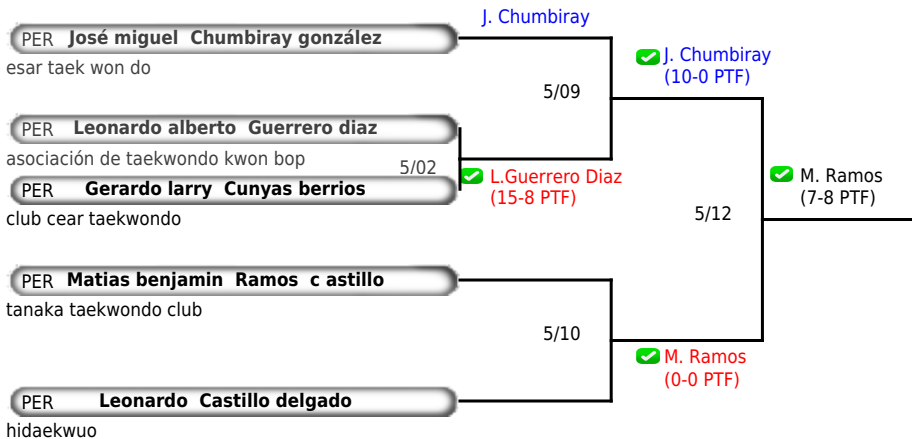 J. Chumbiray
PER José miguel Chumbiray gonzález
esar taek won do
J. Chumbiray
(10-0 PTF)
5/09
PER Leonardo alberto Guerrero diaz
asociación de taekwondo kwon bop
5/02
L.Guerrero Diaz
(15-8 PTF)
PER Gerardo larry Cunyas berrios
club cear taekwondo
M. Ramos
(7-8 PTF)
5/12
PER Matias benjamin Ramos c astillo
tanaka taekwondo club
5/10
M. Ramos
(0-0 PTF)
PER Leonardo Castillo delgado
hidaekwuo